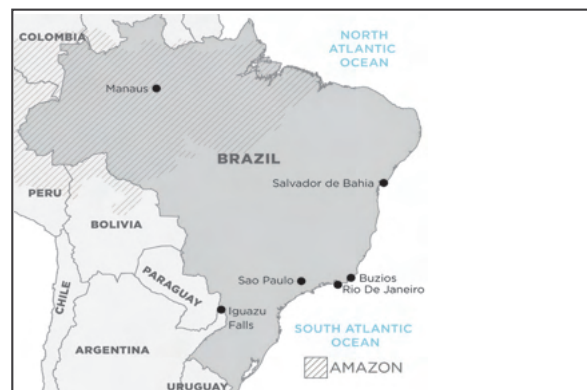 COLOMBIA
NORTH
ATLANTIC
OCEAN
Manaus
BRAZIL
Salvador de Bahia
PERU
BOLIVIA
PARAGUAY
CHILE
Sao Paulo
Buzios
Rio De Janeiro
Iguazu
Falls
SOUTH ATLANTIC
OCEAN
ARGENTINA
AMAZON
URUGUAY